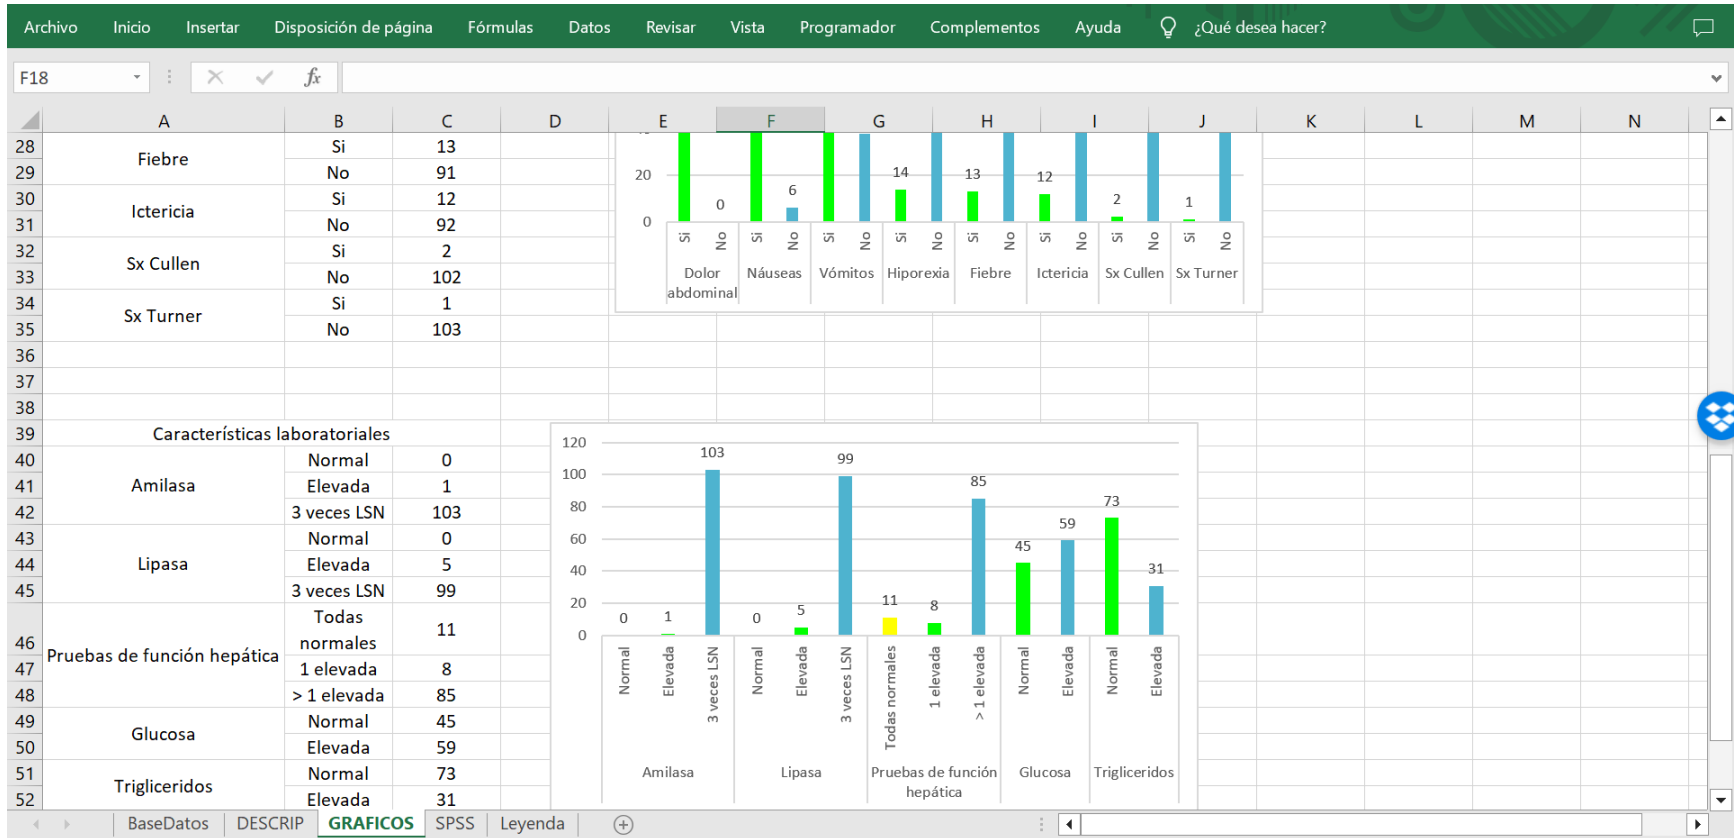 Archivo Inicio Insertar Disposición de página Fórmulas Datos Revisar Vista Programador Complementos Ayuda ¿Qué desea hacer?
F18 fx
A B C D E F G H I J K L M N
28 Fiebre Si 13
29 No 91
30 Ictericia Si 12
31 No 92
32 Sx Cullen Si 2
33 No 102
34 Sx Turner Si 1
35 No 103
36
37
38
39 Característícas laboratoriales
40 Amilasa Normal 0
41 Elevada 1
42 3 veces LSN 103
43 Lipasa Normal 0
44 Elevada 5
45 3 veces LSN 99
46 Pruebas de función hepática Todas normales 11
47 1 elevada 8
48 > 1 elevada 85
49 Glucosa Normal 45
50 Elevada 59
51 Trigliceridos Normal 73
52 Elevada 31
20
0
0 6 14 13 12 2 1
Si No Si No Si No Si No Si No Si No Si No Si No
Dolor abdominal Náuseas Vómitos Hiporexia Fiebre Ictericia Sx Cullen Sx Turner
120
100
80
60
40
20
0
0 1 103 0 5 99 11 8 85 45 59 73 31
Normal Elevada 3 veces LSN Normal Elevada 3 veces LSN Todas normales 1 elevada > 1 elevada Normal Elevada Normal Elevada
Amilasa Lipasa Pruebas de función hepática Glucosa Trigliceridos
BaseDatos DESCRIP GRAFICOS SPSS Leyenda